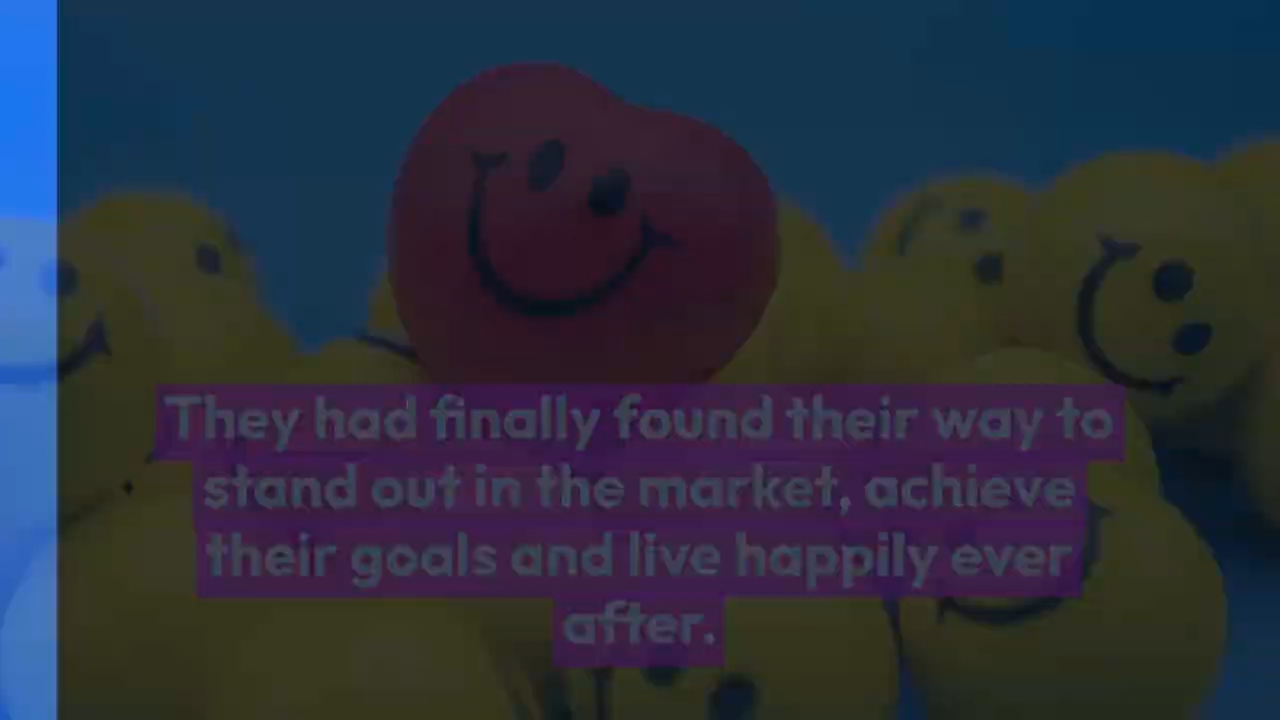 They had finally found their way to
stand out in the market, achieve
their goals and live happily ever
after.